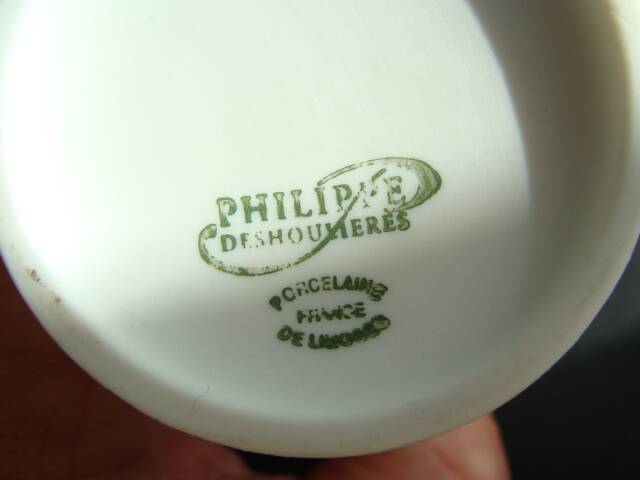 PHILIPPE
DESHOULIERES
PORCELAINE
FRANCE
DE LIMOGES